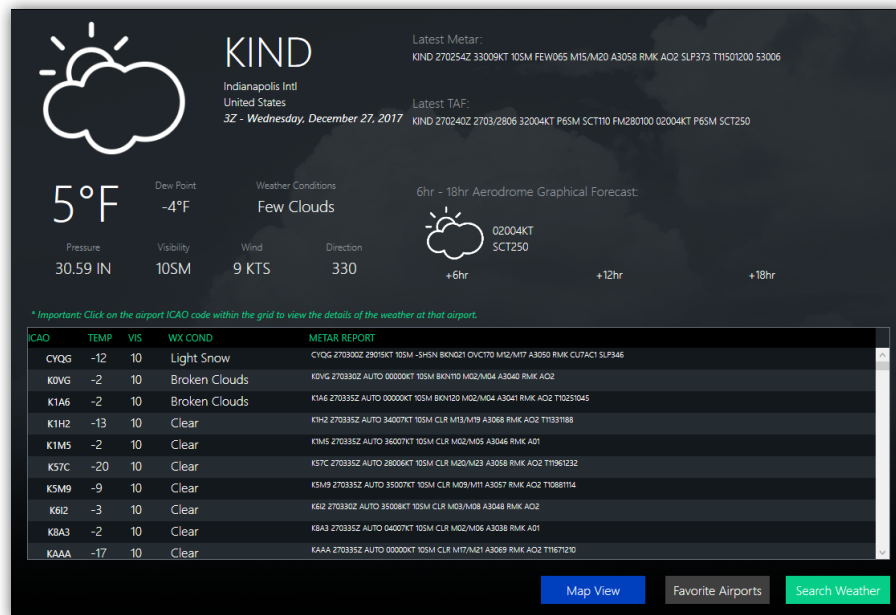 KIND
Indianapolis Intl
United States
3Z - Wednesday, December 27, 2017
Latest Metar:
KIND 270254Z 33009KT 10SM FEW065 M15/M20 A3058 RMK AO2 SLP373 T11501200 53006
Latest TAF:
KIND 270240Z 2703/2806 32004KT P6SM SCT110 FM280100 02004KT P6SM SCT250
5°F
Dew Point
-4°F
Weather Conditions
Few Clouds
Pressure
30.59 IN
Visibility
10SM
Wind
9 KTS
Direction
330
6hr - 18hr Aerodrome Graphical Forecast:
02004KT
SCT250
+6hr +12hr +18hr
* Important: Click on the airport ICAO code within the grid to view the details of the weather at that airport.
ICAO TEMP VIS WX COND METAR REPORT
CYQG -12 10 Light Snow CYQG 270300Z 29015KT 10SM -SHSN BKN021 OVC170 M12/M17 A3050 RMK CU7AC1 SLP346
K0VG -2 10 Broken Clouds K0VG 270330Z AUTO 00000KT 10SM BKN110 M02/M04 A3040 RMK AO2
K1A6 -2 10 Broken Clouds K1A6 270335Z AUTO 00000KT 10SM BKN120 M02/M04 A3041 RMK AO2 T10251045
K1H2 -13 10 Clear K1H2 270335Z AUTO 34007KT 10SM CLR M13/M19 A3068 RMK AO2 T11331188
K1M5 -2 10 Clear K1M5 270335Z AUTO 36007KT 10SM CLR M02/M05 A3046 RMK A01
K57C -20 10 Clear K57C 270335Z AUTO 28006KT 10SM CLR M20/M23 A3058 RMK AO2 T11961232
K5M9 -9 10 Clear K5M9 270335Z AUTO 35007KT 10SM CLR M09/M11 A3057 RMK AO2 T10881114
K6I2 -3 10 Clear K6I2 270330Z AUTO 35008KT 10SM CLR M03/M08 A3048 RMK AO2
K8A3 -2 10 Clear K8A3 270335Z AUTO 04007KT 10SM CLR M02/M06 A3038 RMK A01
KAAA -17 10 Clear KAAA 270335Z AUTO 00000KT 10SM CLR M17/M21 A3069 RMK AO2 T11671210
Map View
Favorite Airports
Search Weather